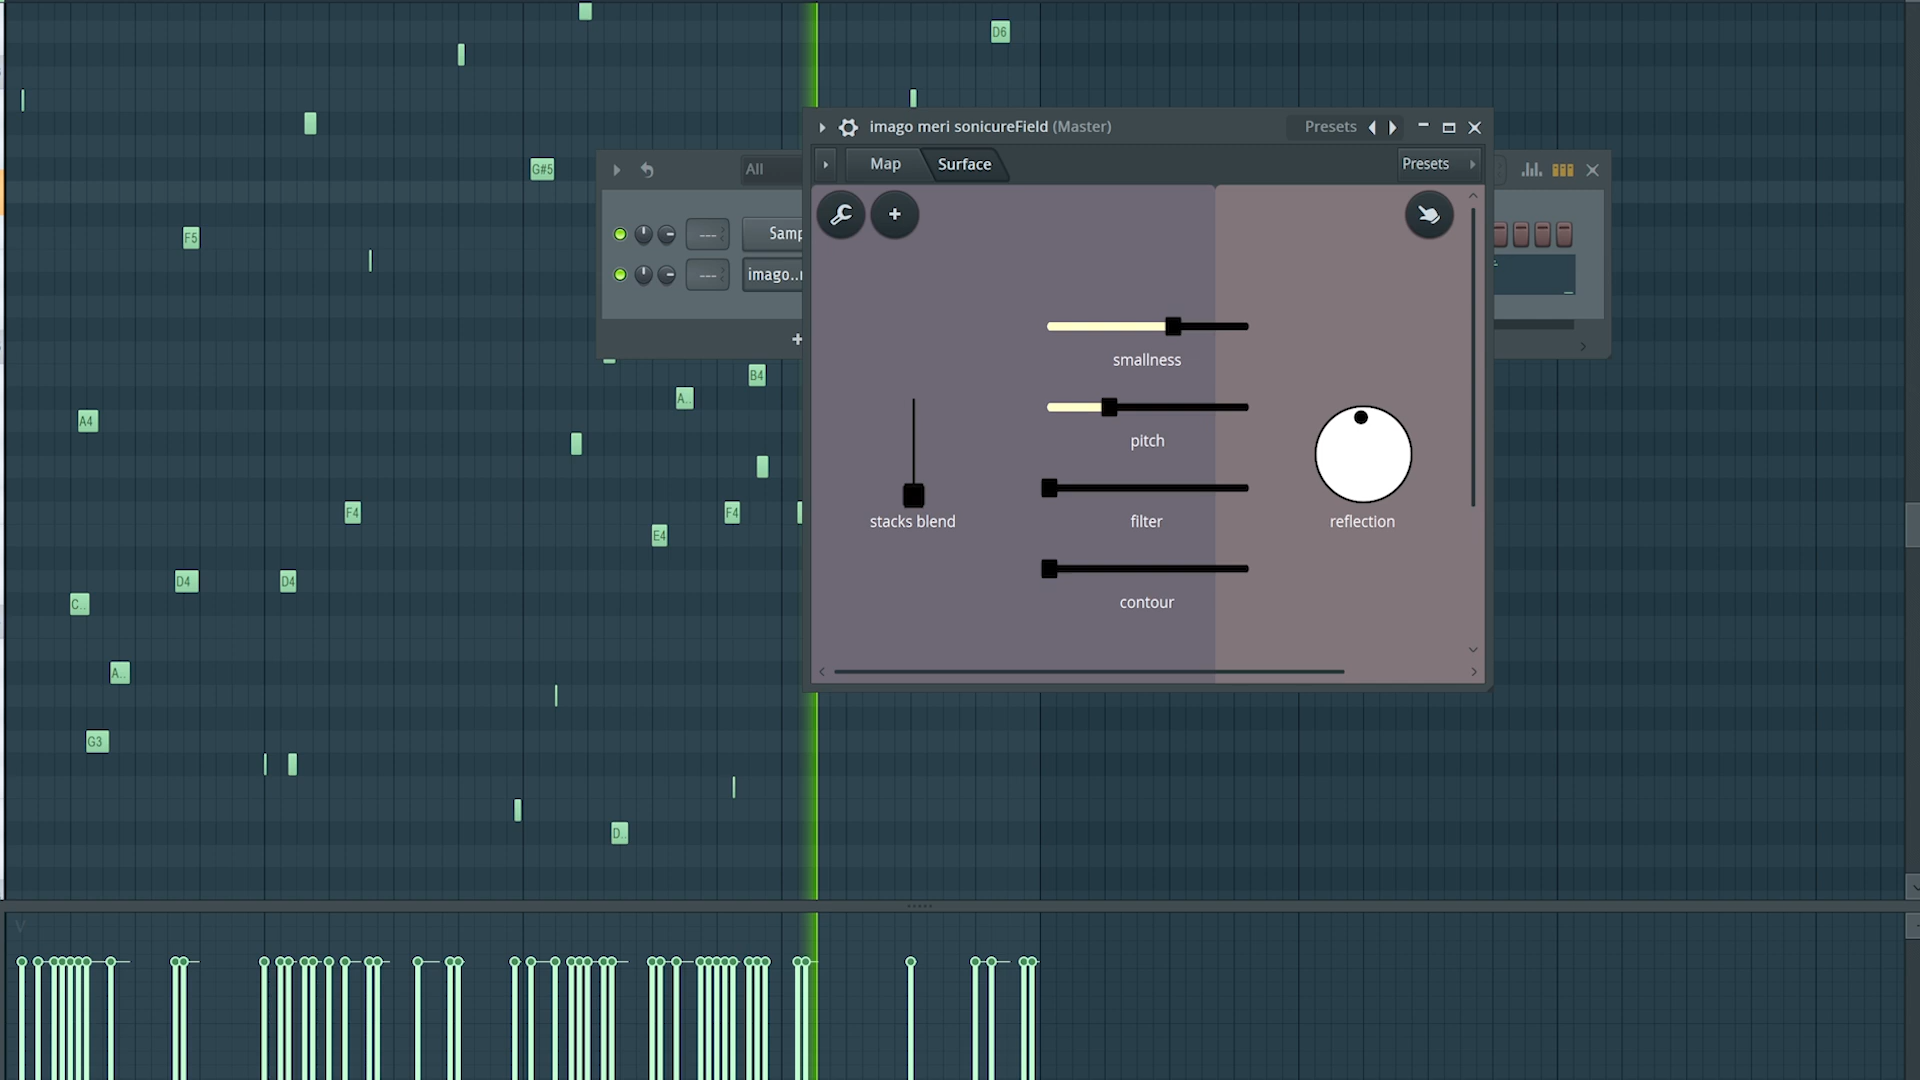 D6
imago meri sonicureField (Master)
Presets
Map
Surface
Presets
All
G#5
F5
---
Samp
---
imago..r
smallness
B4
A..
A4
pitch
F4
F4
stacks blend
filter
reflection
E4
D4
D4
C..
contour
A..
G3
D..
V